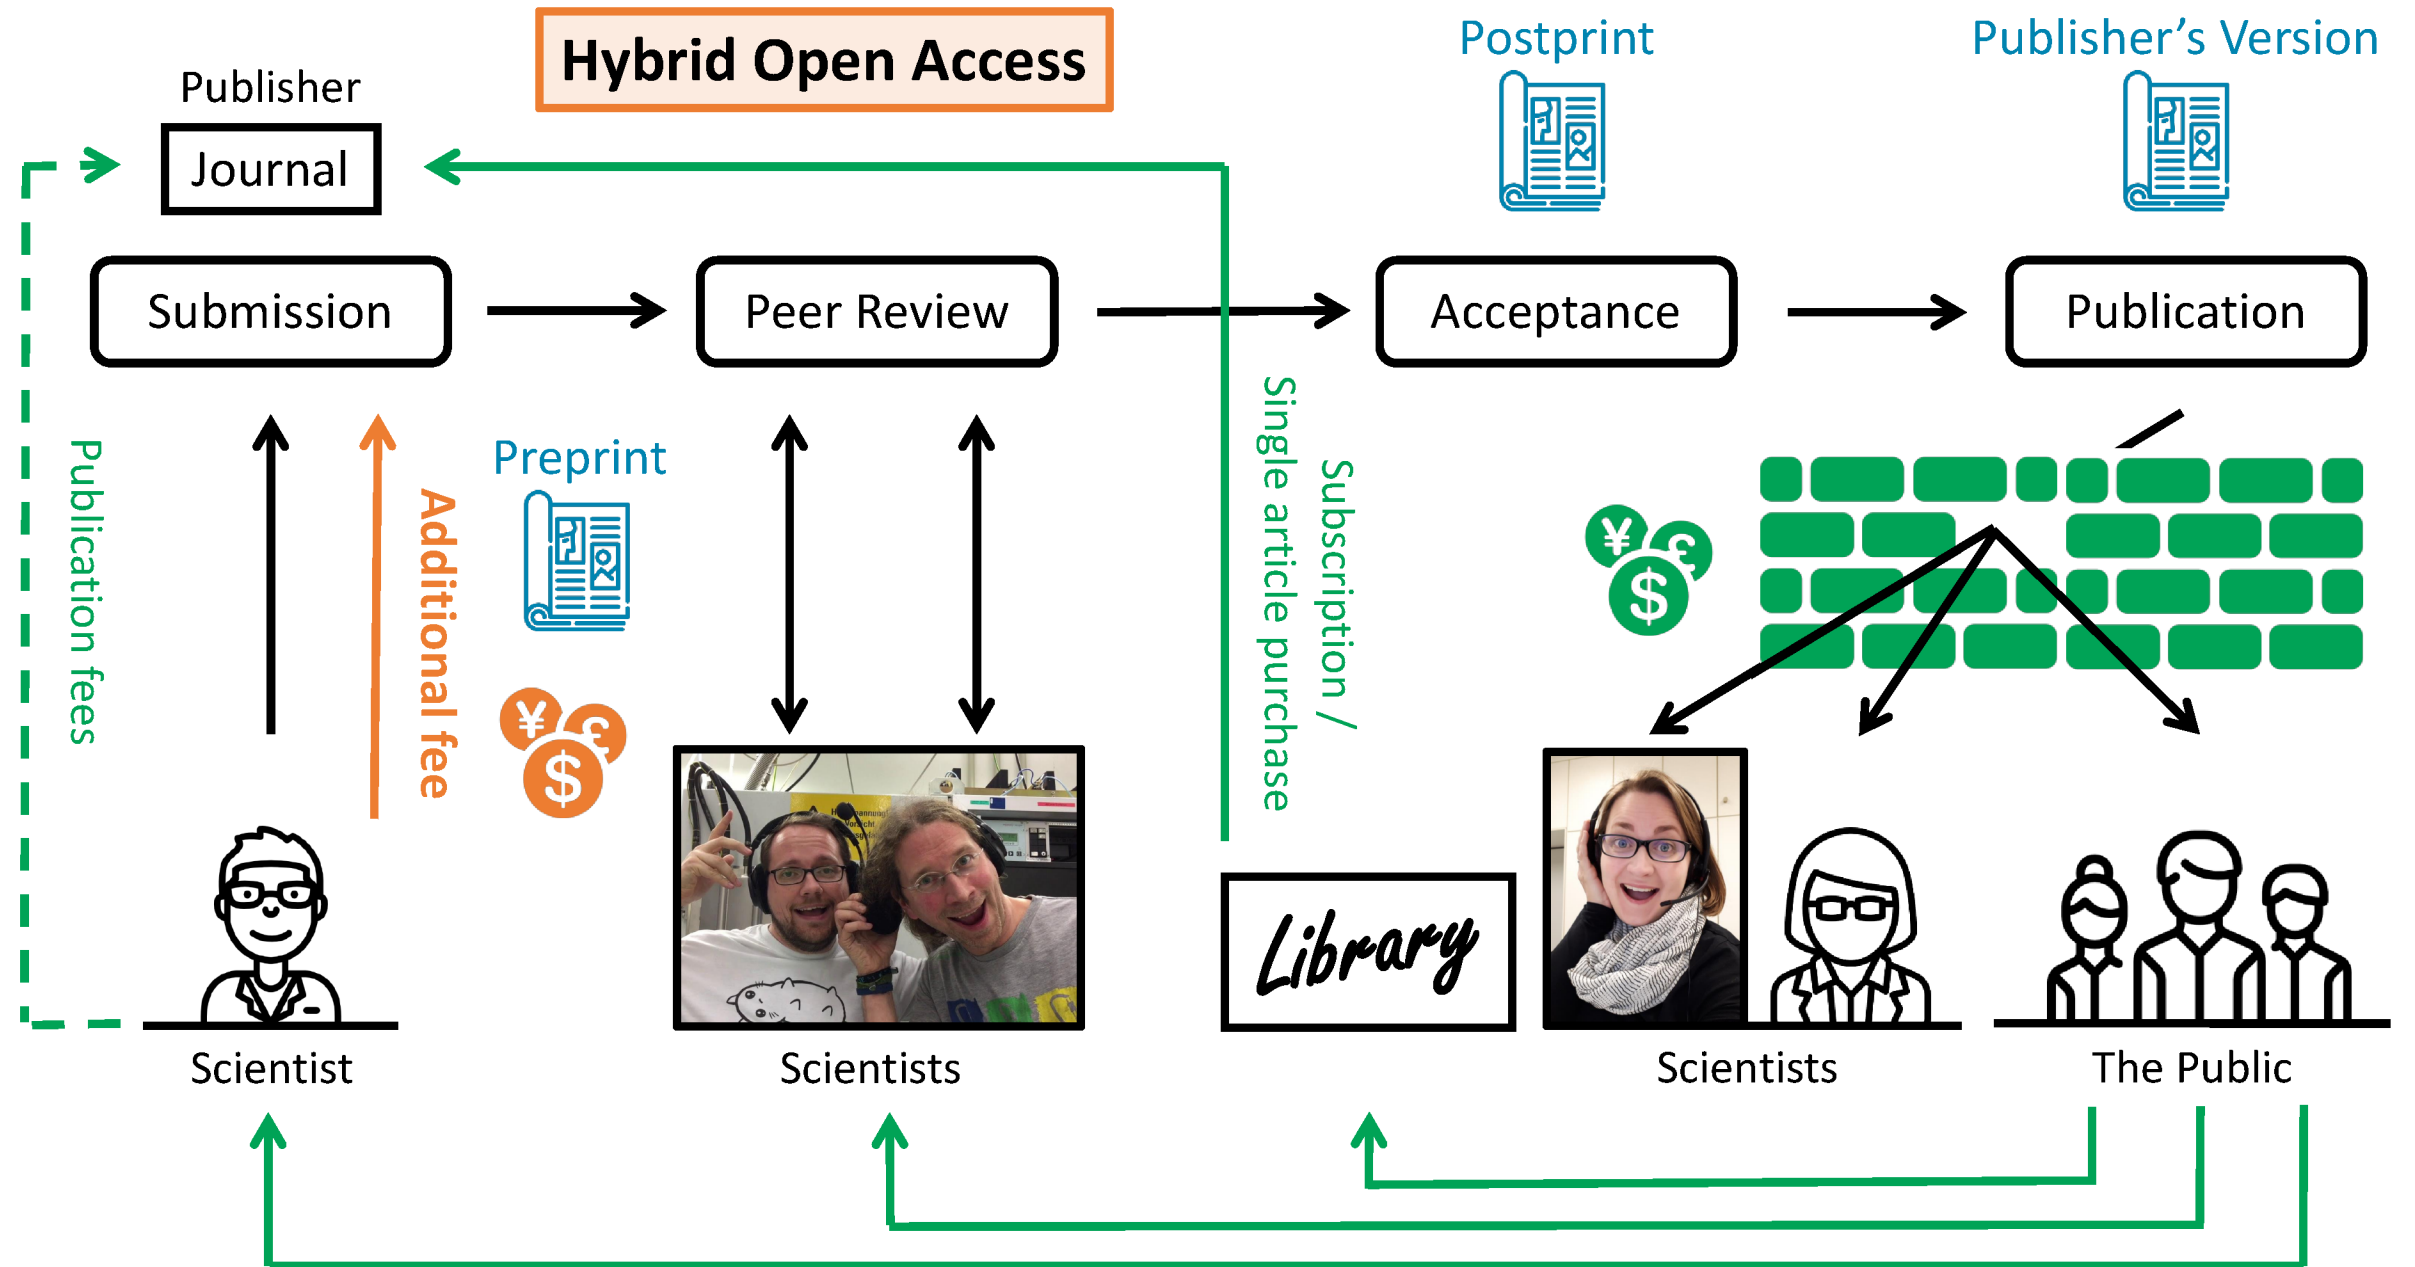 Hybrid Open Access
Postprint
Publisher's Version
Publisher
Journal
Submission
Peer Review
Acceptance
Publication
Publication fees
Additional fee
Preprint
Subscription /
Single article purchase
¥ £
$
¥ £
$
Library
Scientist
Scientists
Scientists
The Public